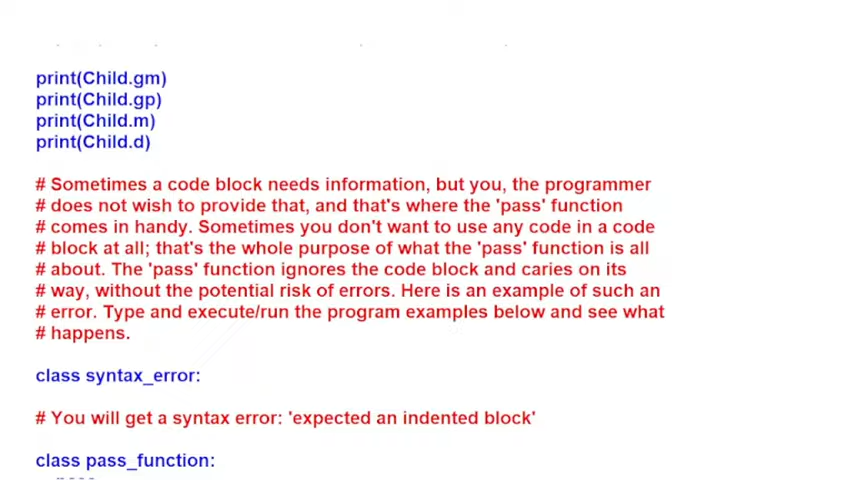 print(Child.gm)
print(Child.gp)
print(Child.m)
print(Child.d)
# Sometimes a code block needs information, but you, the programmer
# does not wish to provide that, and that's where the 'pass' function
# comes in handy. Sometimes you don't want to use any code in a code
# block at all; that's the whole purpose of what the 'pass' function is all
# about. The 'pass' function ignores the code block and caries on its
# way, without the potential risk of errors. Here is an example of such an
# error. Type and execute/run the program examples below and see what
# happens.
class syntax_error:
# You will get a syntax error: 'expected an indented block'
class pass_function: